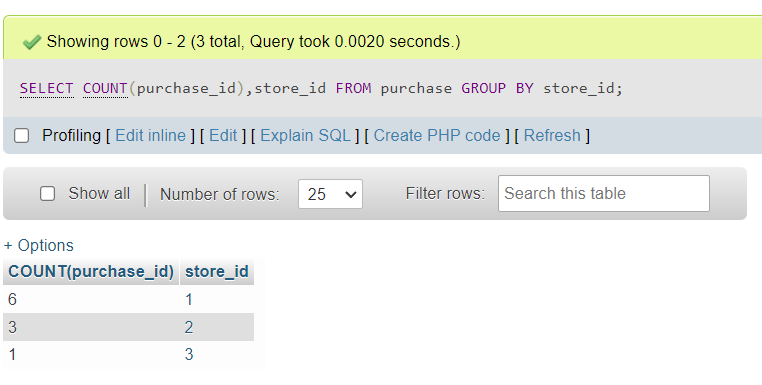 Showing rows 0 - 2 (3 total, Query took 0.0020 seconds.)
SELECT COUNT(purchase_id),store_id FROM purchase GROUP BY store_id;
Profiling [ Edit inline ] [ Edit ] [ Explain SQL ] [ Create PHP code ] [ Refresh ]
Show all Number of rows: 25 Filter rows: Search this table
+ Options
COUNT(purchase_id) store_id
6 1
3 2
1 3